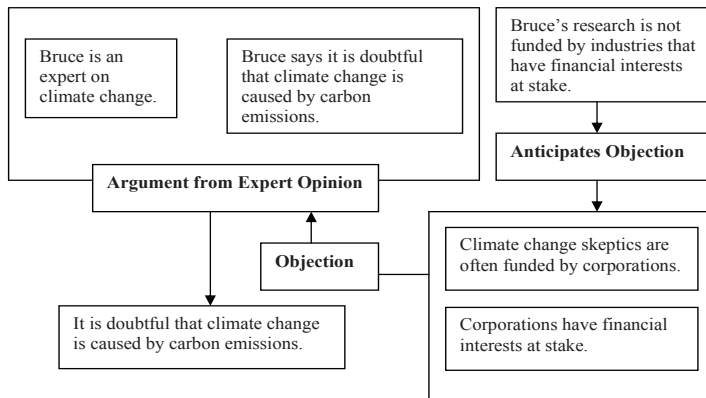 Bruce is an
expert on
climate change.
Bruce says it is doubtful
that climate change is
caused by carbon
emissions.
Bruce’s research is not
funded by industries that
have financial interests
at stake.
Argument from Expert Opinion
Anticipates Objection
Objection
Climate change skeptics are
often funded by corporations.
It is doubtful that climate change
is caused by carbon emissions.
Corporations have financial
interests at stake.